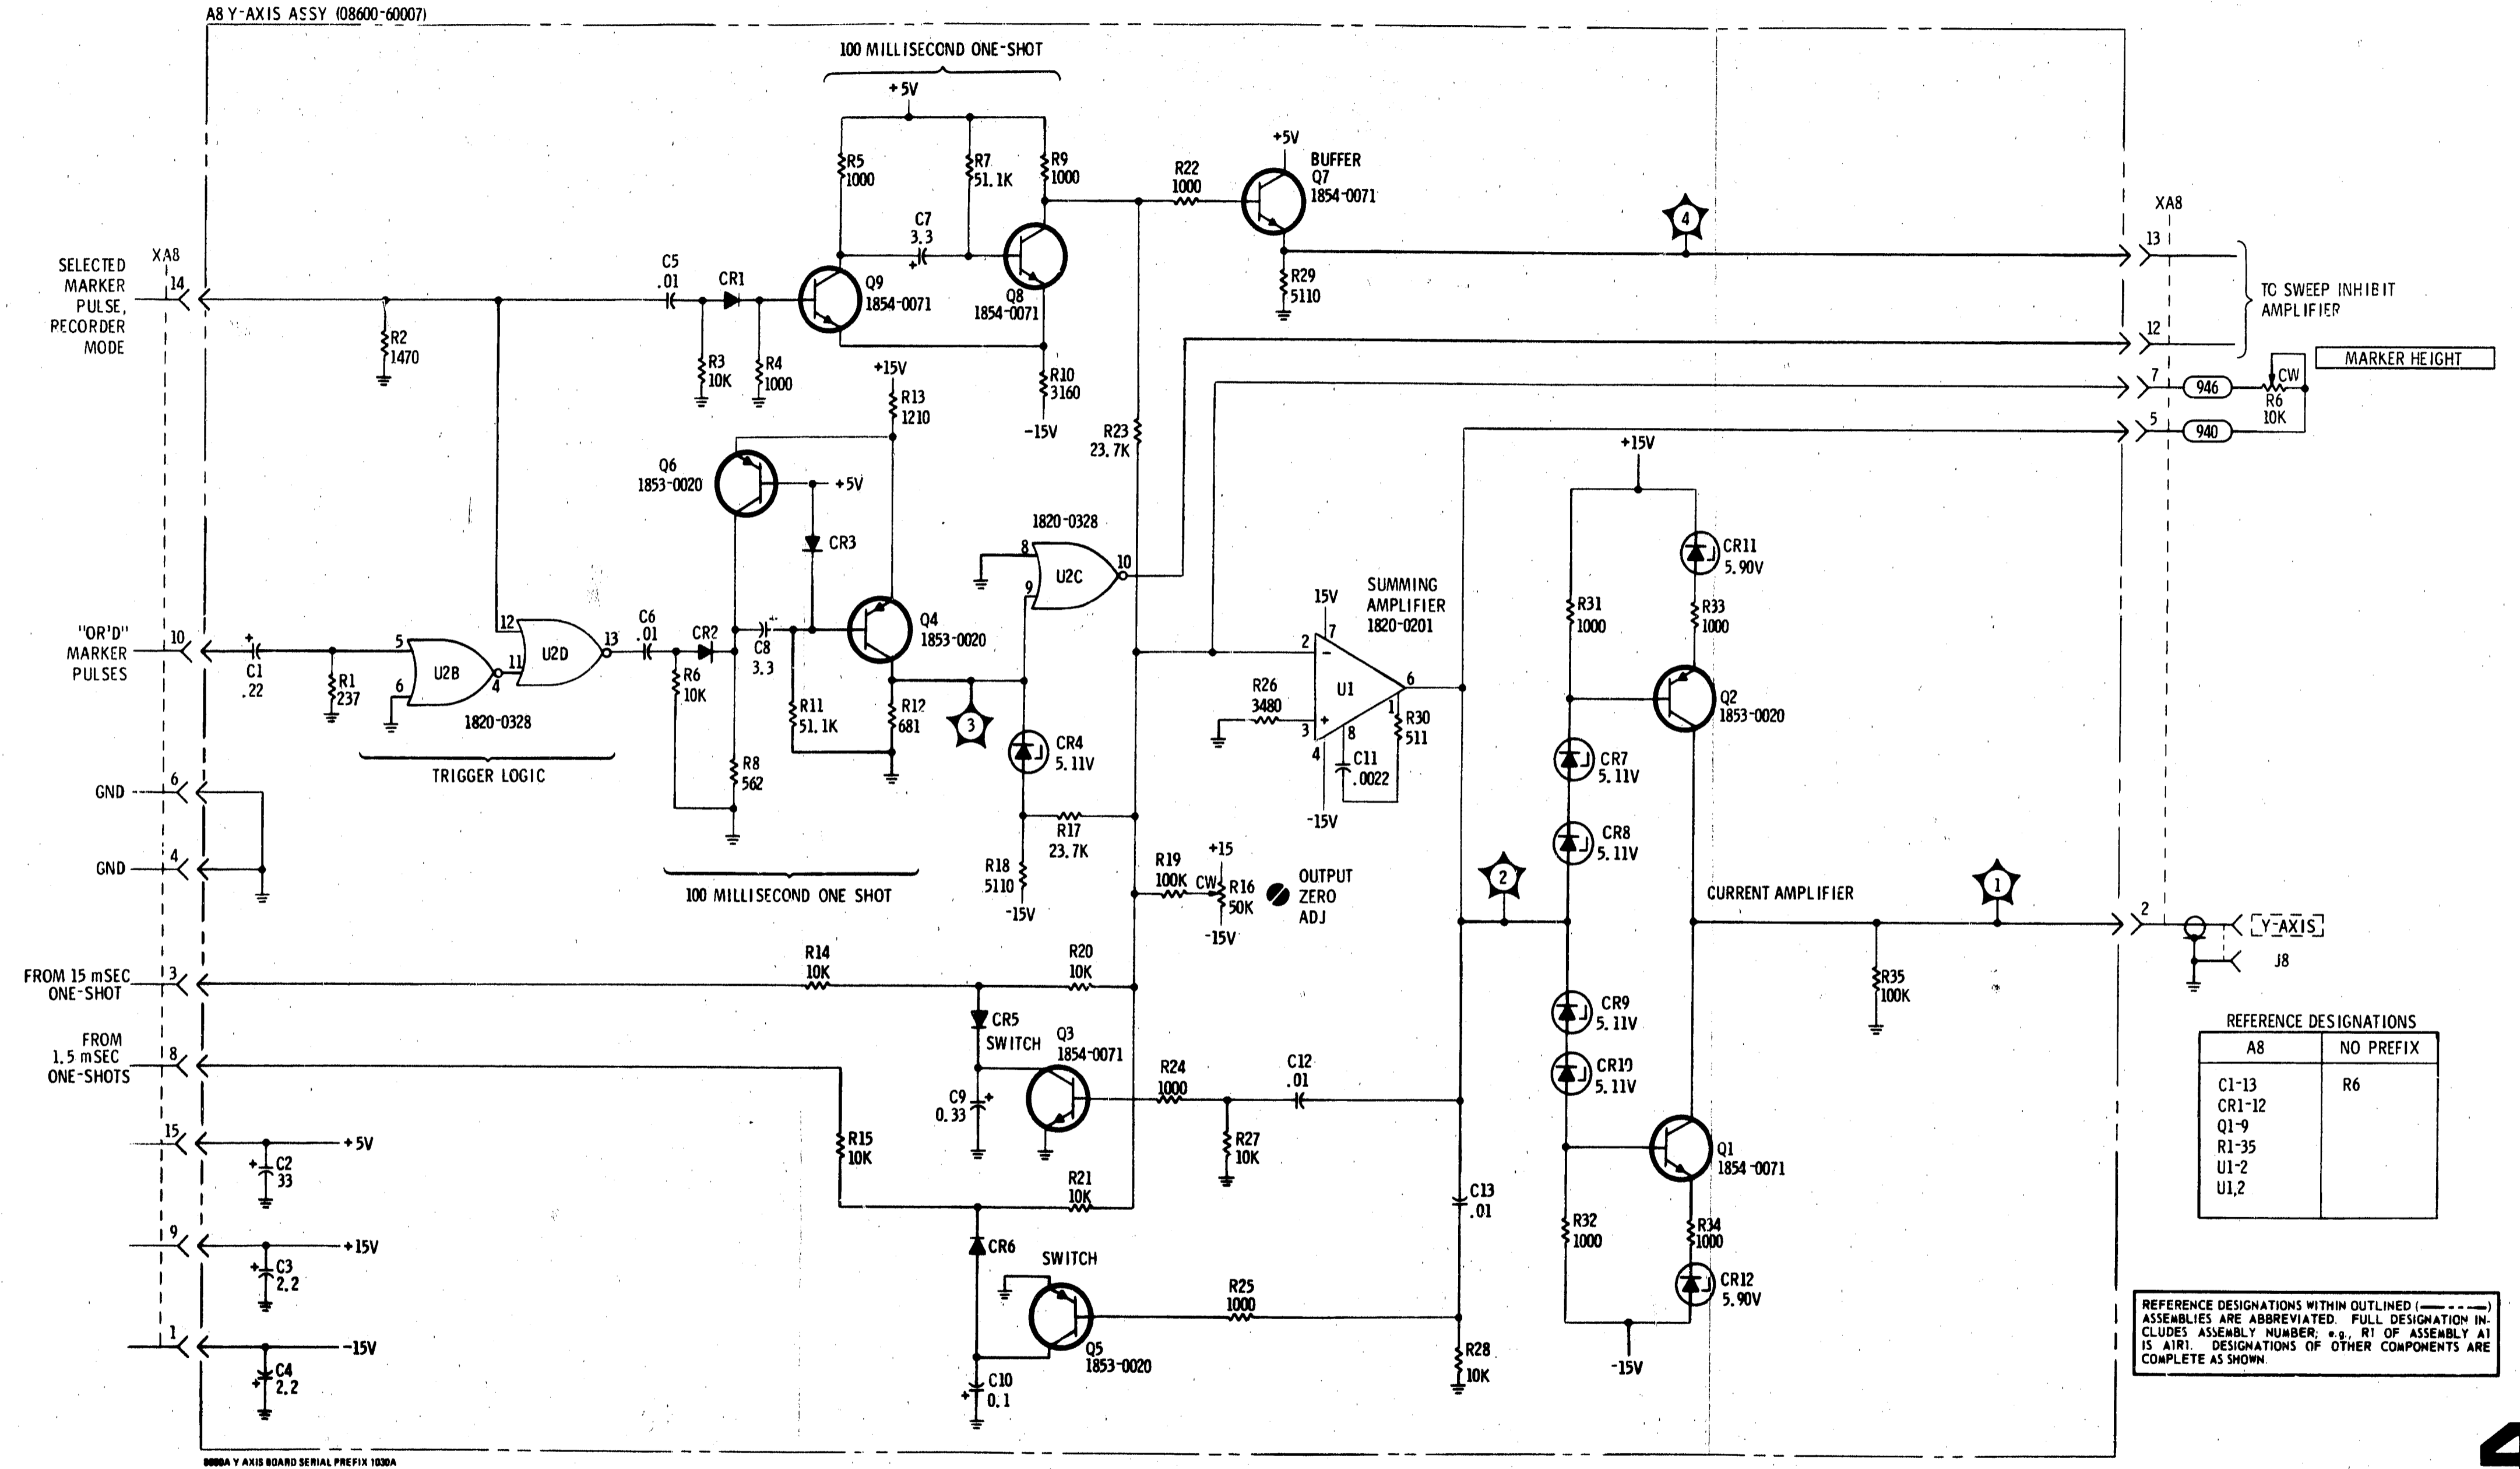 A8 Y-AXIS ASSY (08600-60007)
100 MILLISECOND ONE-SHOT
+5V
R5
1000
R7
51.1K
R9
1000
C7
3.3
+
Q9
1854-0071
Q8
1854-0071
R10
3160
-15V
R22
1000
+5V
BUFFER
Q7
1854-0071
R29
5110
4
XA8
13
12
TO SWEEP INHIBIT
AMPLIFIER
MARKER HEIGHT
7
946
CW
R6
10K
5
940
SELECTED
MARKER
PULSE,
RECORDER
MODE
XA8
14
R2
1470
C5
.01
CR1
R3
10K
R4
1000
+15V
R13
1210
Q6
1853-0020
+5V
CR3
Q4
1853-0020
R23
23.7K
1820-0328
8
9
U2C
10
"OR'D"
MARKER
PULSES
10
+
C1
.22
R1
237
5
6
U2B
4
1820-0328
12
11
U2D
13
TRIGGER LOGIC
C6
.01
CR2
R6
10K
C8
3.3
R11
51.1K
R12
681
R8
562
3
CR4
5.11V
R17
23.7K
R18
5110
-15V
100 MILLISECOND ONE SHOT
SUMMING
AMPLIFIER
1820-0201
15V
7
2
-
U1
6
R26
3480
+
3
4
8
1
R30
511
C11
.0022
-15V
R19
100K
+15
CW
R16
50K
-15V
OUTPUT
ZERO
ADJ
+15V
R31
1000
CR11
5.90V
R33
1000
Q2
1853-0020
CR7
5.11V
CR8
5.11V
2
CURRENT AMPLIFIER
1
2
Y-AXIS
J8
R35
100K
CR9
5.11V
CR10
5.11V
Q1
1854-0071
R32
1000
R34
1000
CR12
5.90V
-15V
GND
6
GND
4
FROM 15 mSEC
ONE-SHOT
3
R14
10K
R20
10K
CR5
SWITCH
Q3
1854-0071
C9
0.33
+
R24
1000
C12
.01
R27
10K
FROM
1.5 mSEC
ONE-SHOTS
8
R15
10K
R21
10K
CR6
SWITCH
Q5
1853-0020
C10
0.1
+
R25
1000
C13
.01
R28
10K
15
+5V
+
C2
33
9
+15V
+
C3
2.2
1
-15V
+
C4
2.2
REFERENCE DESIGNATIONS
A8
NO PREFIX
C1-13
R6
CR1-12
Q1-9
R1-35
U1-2
U1,2
REFERENCE DESIGNATIONS WITHIN OUTLINED (
) ASSEMBLIES ARE ABBREVIATED. FULL DESIGNATION IN-
CLUDES ASSEMBLY NUMBER; e.g., R1 OF ASSEMBLY A1
IS A1R1. DESIGNATIONS OF OTHER COMPONENTS ARE
COMPLETE AS SHOWN.
Y AXIS BOARD SERIAL PREFIX 1030A
4